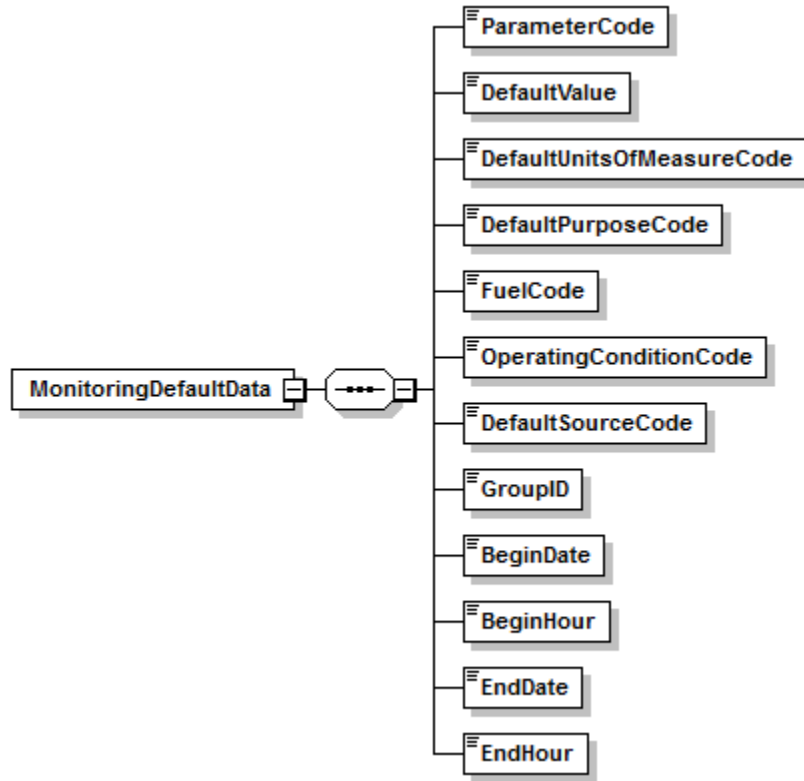 ParameterCode
DefaultValue
DefaultUnitsOfMeasureCode
DefaultPurposeCode
FuelCode
OperatingConditionCode
MonitoringDefaultData
DefaultSourceCode
GroupID
BeginDate
BeginHour
EndDate
EndHour